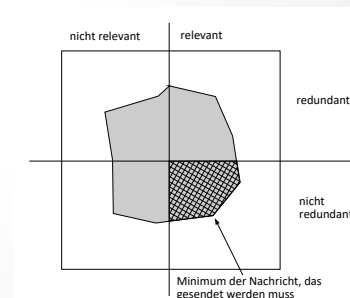 nicht relevant
relevant
redundant
nicht
redundant
Minimum der Nachricht, das
gesendet werden muss